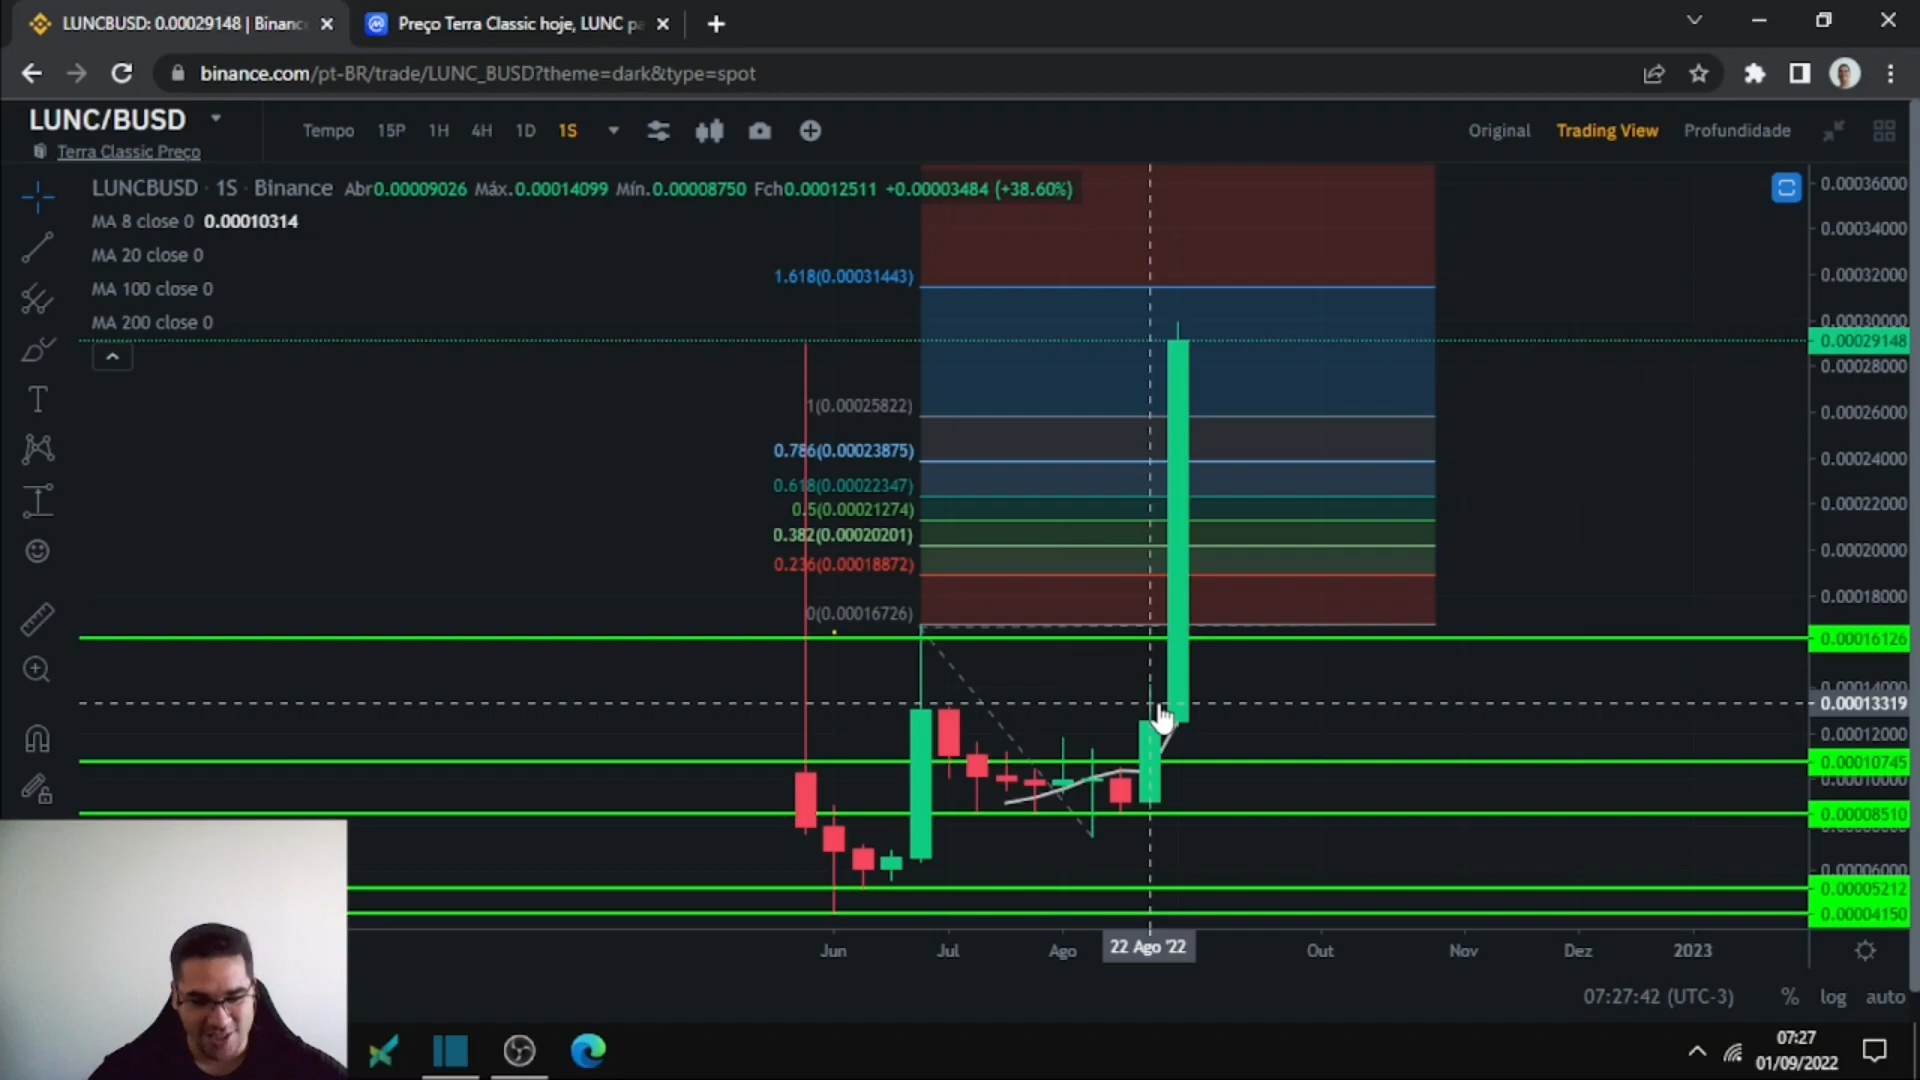 LUNCBUSD: 0.00029148 | Binanc
Preço Terra Classic hoje, LUNC pa
binance.com/pt-BR/trade/LUNC_BUSD?theme=dark&type=spot
LUNC/BUSD
Terra Classic Preço
Tempo 15P 1H 4H 1D 1S
Original Trading View Profundidade
LUNCBUSD · 1S · Binance Abr0.00009026 Máx.0.00014099 Mín.0.00008750 Fch0.00012511 +0.00003484 (+38.60%)
MA 8 close 0 0.00010314
MA 20 close 0
MA 100 close 0
MA 200 close 0
1.618(0.00031443)
1(0.00025822)
0.786(0.00023875)
0.618(0.00022347)
0.5(0.00021274)
0.382(0.00020201)
0.236(0.00018872)
0(0.00016726)
0.00036000
0.00034000
0.00032000
0.00030000
0.00029148
0.00028000
0.00026000
0.00024000
0.00022000
0.00020000
0.00018000
0.00016126
0.00014000
0.00013319
0.00012000
0.00010745
0.00010000
0.00008510
0.00006000
0.00005212
0.00004150
Jun Jul Ago 22 Ago '22 Out Nov Dez 2023
07:27:42 (UTC-3) % log auto
07:27
01/09/2022